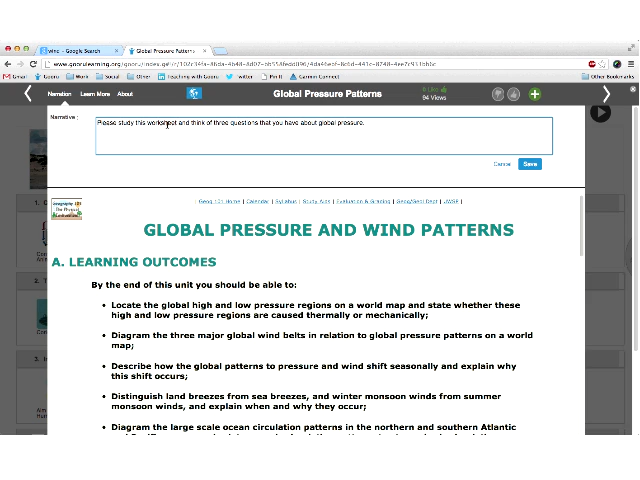 wind - Google Search
Global Pressure Patterns
Gmail Gooru Work Social Other Teaching with Gooru Twitter Pin It Garmin Connect Other Bookmarks
Narration Learn More About
Global Pressure Patterns
94 Views
Narrative :
Please study this worksheet and think of three questions that you have about global pressure.
Cancel Save
Geog 101 Home | Calendar | Syllabus | Study Aids | Evaluation & Grading | Geog/Geol Dept | UWSP |
GLOBAL PRESSURE AND WIND PATTERNS
A. LEARNING OUTCOMES
By the end of this unit you should be able to:
• Locate the global high and low pressure regions on a world map and state whether these
high and low pressure regions are caused thermally or mechanically;
• Diagram the three major global wind belts in relation to global pressure patterns on a world
map;
• Describe how the global patterns to pressure and wind shift seasonally and explain why
this shift occurs;
• Distinguish land breezes from sea breezes, and winter monsoon winds from summer
monsoon winds, and explain when and why they occur;
• Diagram the large scale ocean circulation patterns in the northern and southern Atlantic